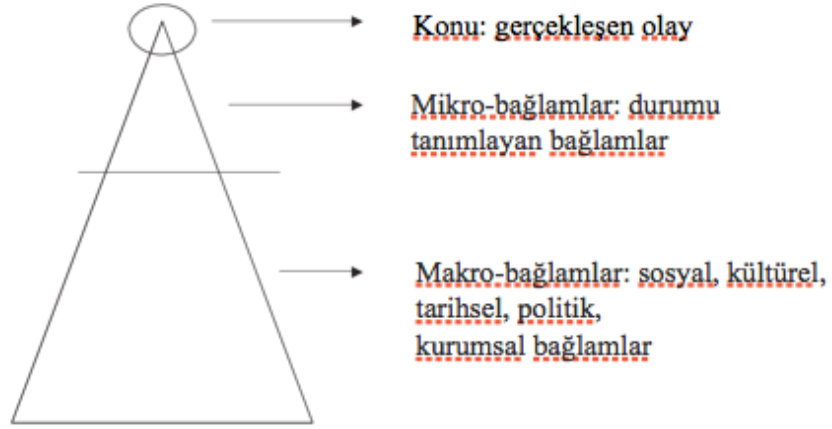 Konu: gerçekleşen olay
Mikro-bağlamlar: durumu
tanımlayan bağlamlar
Makro-bağlamlar: sosyal, kültürel,
tarihsel, politik,
kurumsal bağlamlar